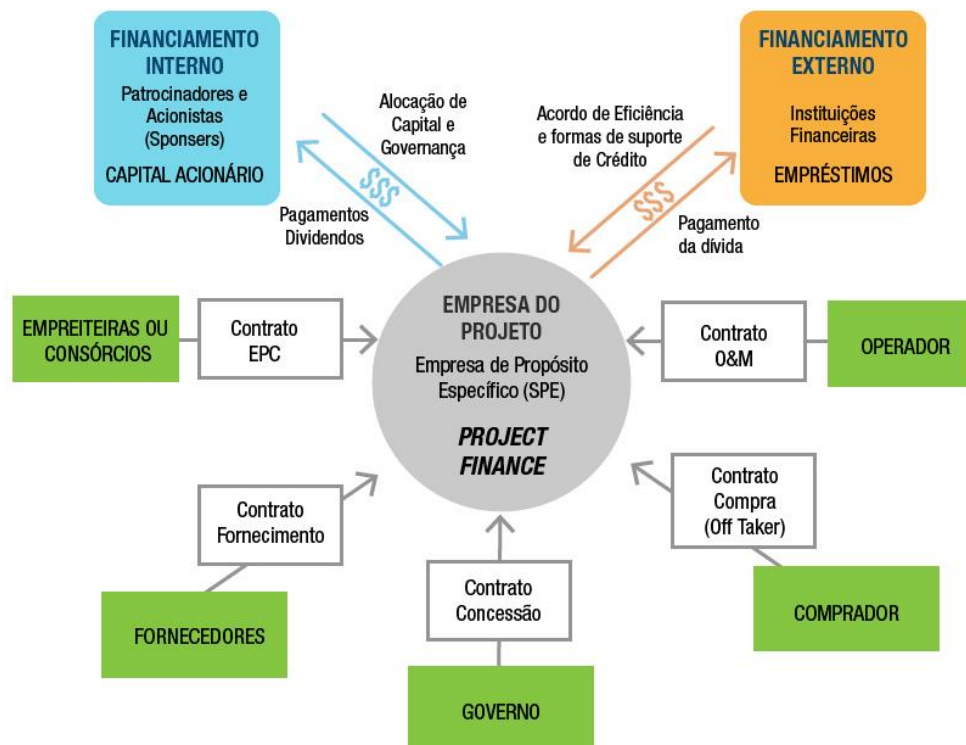 FINANCIAMENTO
INTERNO
Patrocinadores e
Acionistas
(Sponsers)
CAPITAL ACIONÁRIO
Alocação de
Capital e
Governança
$$$
Pagamentos
Dividendos
FINANCIAMENTO
EXTERNO
Instituições
Financeiras
EMPRÉSTIMOS
Acordo de Eficiência
e formas de suporte
de Crédito
$$$
Pagamento
da dívida
EMPRESA DO
PROJETO
Empresa de Propósito
Específico (SPE)
PROJECT
FINANCE
EMPREITEIRAS OU
CONSÓRCIOS
Contrato
EPC
Contrato
O&M
OPERADOR
Contrato
Fornecimento
FORNECEDORES
Contrato
Concessão
GOVERNO
Contrato
Compra
(Off Taker)
COMPRADOR